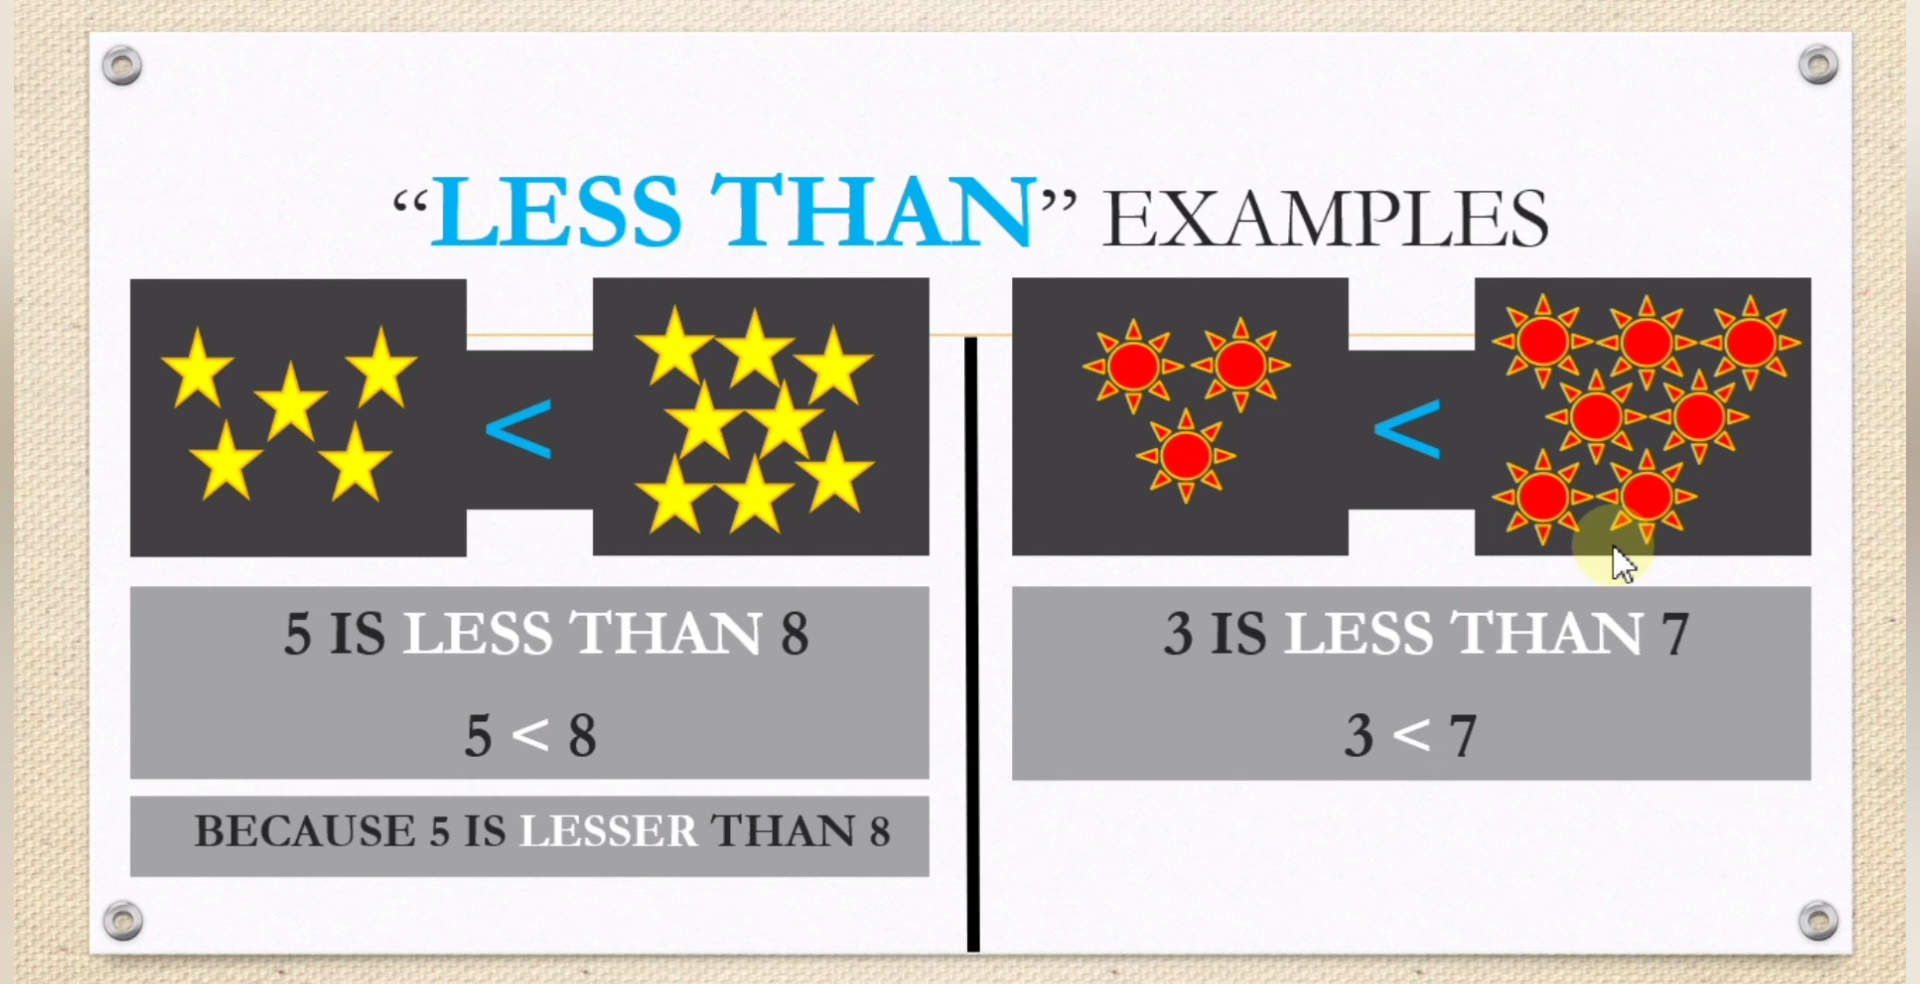 “LESS THAN” EXAMPLES
<
5 IS LESS THAN 8
5 < 8
BECAUSE 5 IS LESSER THAN 8
<
3 IS LESS THAN 7
3 < 7